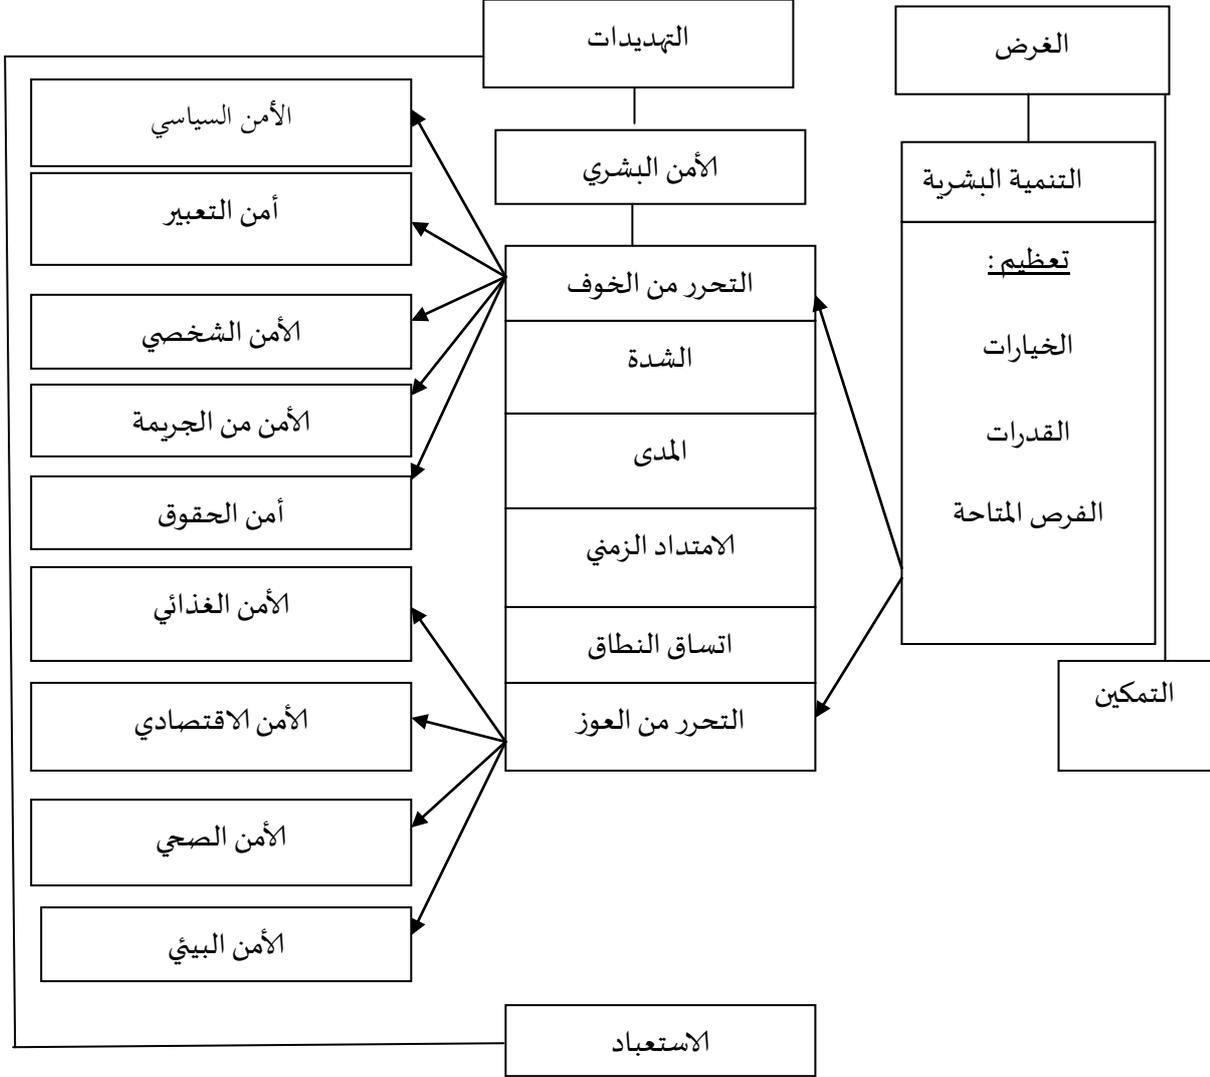 الغرض
التنمية البشرية
تعظيم :
الخيارات
القدرات
الفرص المتاحة
التمكين
التهديدات
الأمن البشري
التحرر من الخوف
الشدة
المدى
الامتداد الزمني
اتساق النطاق
التحرر من العوز
الأمن السياسي
أمن التعبير
الأمن الشخصي
الأمن من الجريمة
أمن الحقوق
الأمن الغذائي
الأمن الاقتصادي
الأمن الصحي
الأمن البيئي
الاستعباد